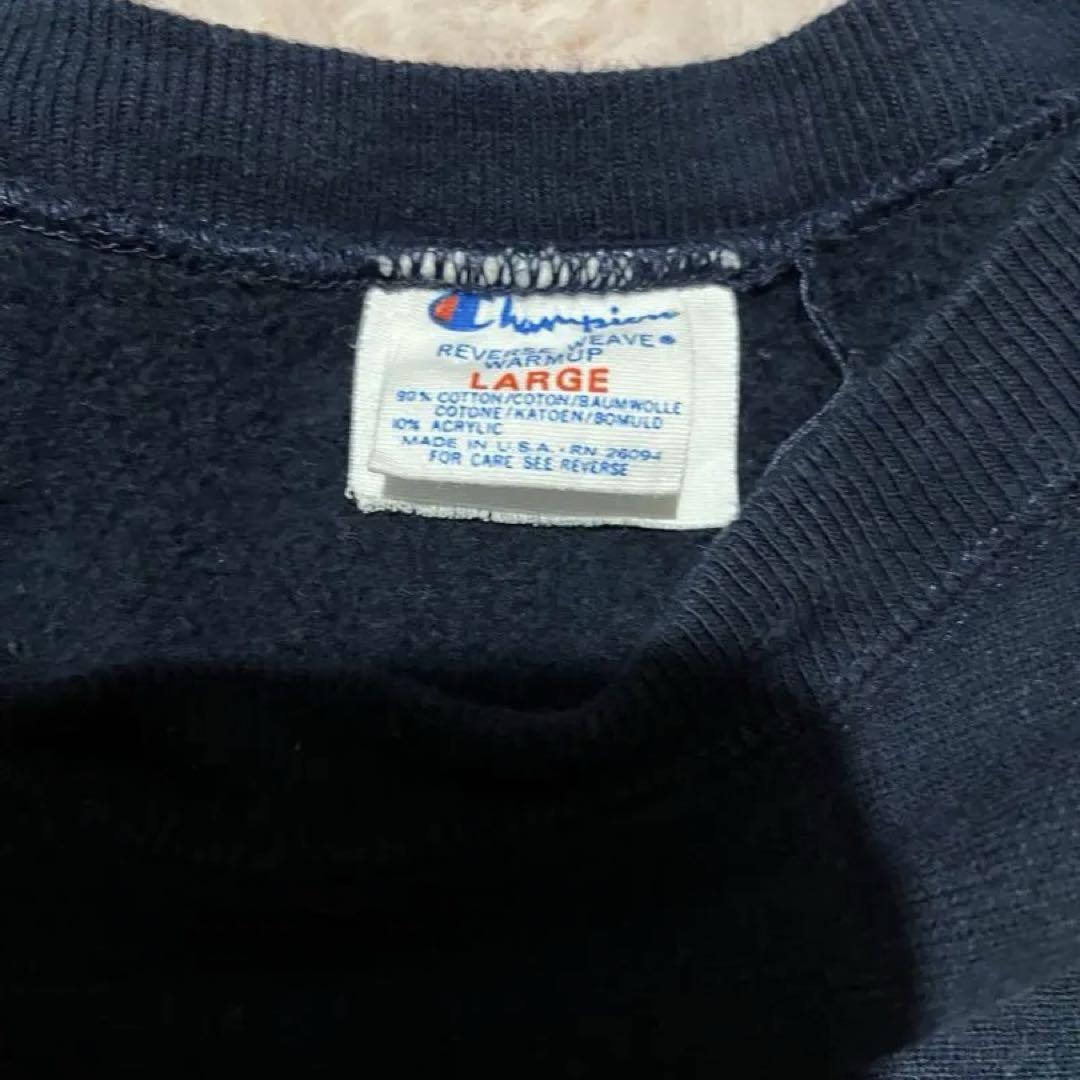 Champion
REVERSE WEAVE®
WARMUP
LARGE
90% COTTON/COTON/BAUMWOLLE
COTONE/KATOEN/BOMULD
10% ACRYLIC
MADE IN U.S.A - RN 26094
FOR CARE SEE REVERSE